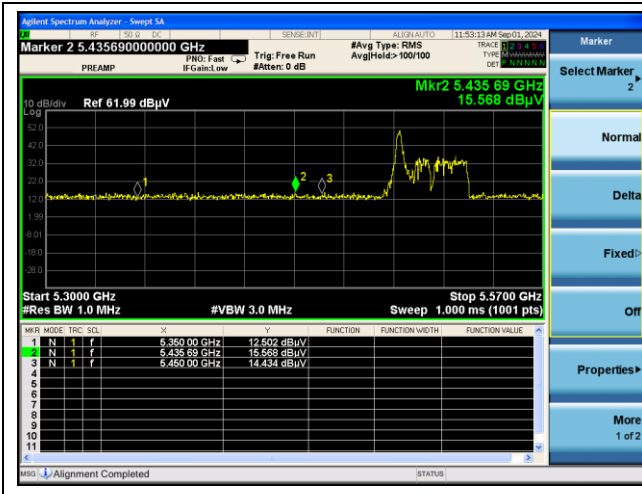 Agilent Spectrum Analyzer - Swept SA
RF 50 Ω DC SENSE:INT ALIGN AUTO 11:53:13 AM Sep 01, 2024
Marker 2 5.435690000000 GHz
PREAMP
PNO: Fast
IFGain:Low
Trig: Free Run
#Atten: 0 dB
#Avg Type: RMS
Avg|Hold>100/100
TRACE 1 2 3 4 5 6
TYPE
DET P N N N N N
Mkr2 5.435 69 GHz
15.568 dBµV
10 dB/div Ref 61.99 dBµV
Log
52.0
42.0
32.0
22.0
12.0
1.99
-8.01
-18.0
-28.0
1
2
3
Start 5.3000 GHz Stop 5.5700 GHz
#Res BW 1.0 MHz #VBW 3.0 MHz Sweep 1.000 ms (1001 pts)
MKR MODE TRC SCL X Y FUNCTION FUNCTION WIDTH FUNCTION VALUE
1 N 1 f 5.350 00 GHz 12.502 dBµV
2 N 1 f 5.435 69 GHz 15.568 dBµV
3 N 1 f 5.450 00 GHz 14.434 dBµV
4
5
6
7
8
9
10
11
MSG Alignment Completed STATUS
Marker
Select Marker
2
Normal
Delta
Fixed
Off
Properties
More
1 of 2